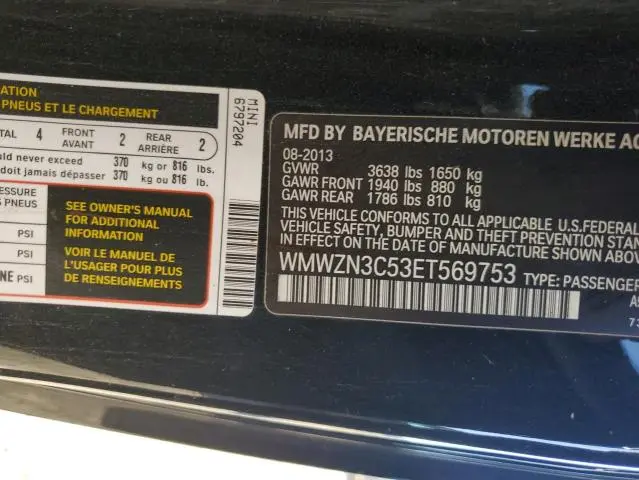 ATION
PNEUS ET LE CHARGEMENT
TAL 4 FRONT AVANT 2 REAR ARRIÈRE 2
uld never exceed 370 kg or 816 lbs.
doit jamais dépasser 370 kg ou 816 lb.
ESSURE
S PNEUS
PSI
PSI
NE PSI
SEE OWNER'S MANUAL
FOR ADDITIONAL
INFORMATION
VOIR LE MANUEL DE
L'USAGER POUR PLUS
DE RENSEIGNEMENTS
MINI
6797204
MFD BY BAYERISCHE MOTOREN WERKE AG
08-2013
GVWR 3638 lbs 1650 kg
GAWR FRONT 1940 lbs 880 kg
GAWR REAR 1786 lbs 810 kg
THIS VEHICLE CONFORMS TO ALL APPLICABLE U.S.FEDERAL
VEHICLE SAFETY, BUMPER AND THEFT PREVENTION STAN
IN EFFECT ON THE DATE OF MANUFACTURE SHOWN ABOV
WMWZN3C53ET569753 TYPE: PASSENGER